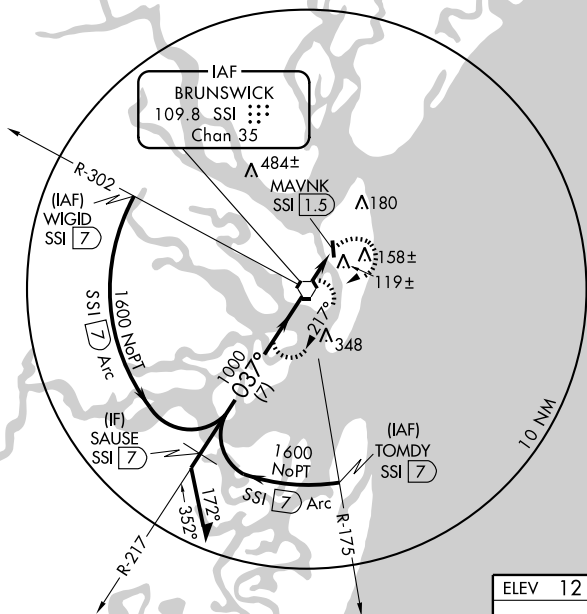 IAF
BRUNSWICK
109.8 SSI
Chan 35
R-302
484±
MAVNK
SSI 1.5
180
(IAF)
WIGID
SSI 7
158±
119±
1600 NoPT
SSI 7 Arc
217°
348
1000
037°
(7)
(IF)
SAUSE
SSI 7
1600
NoPT
SSI 7 Arc
(IAF)
TOMDY
SSI 7
10 NM
172°
352°
R-217
R-175
ELEV 12